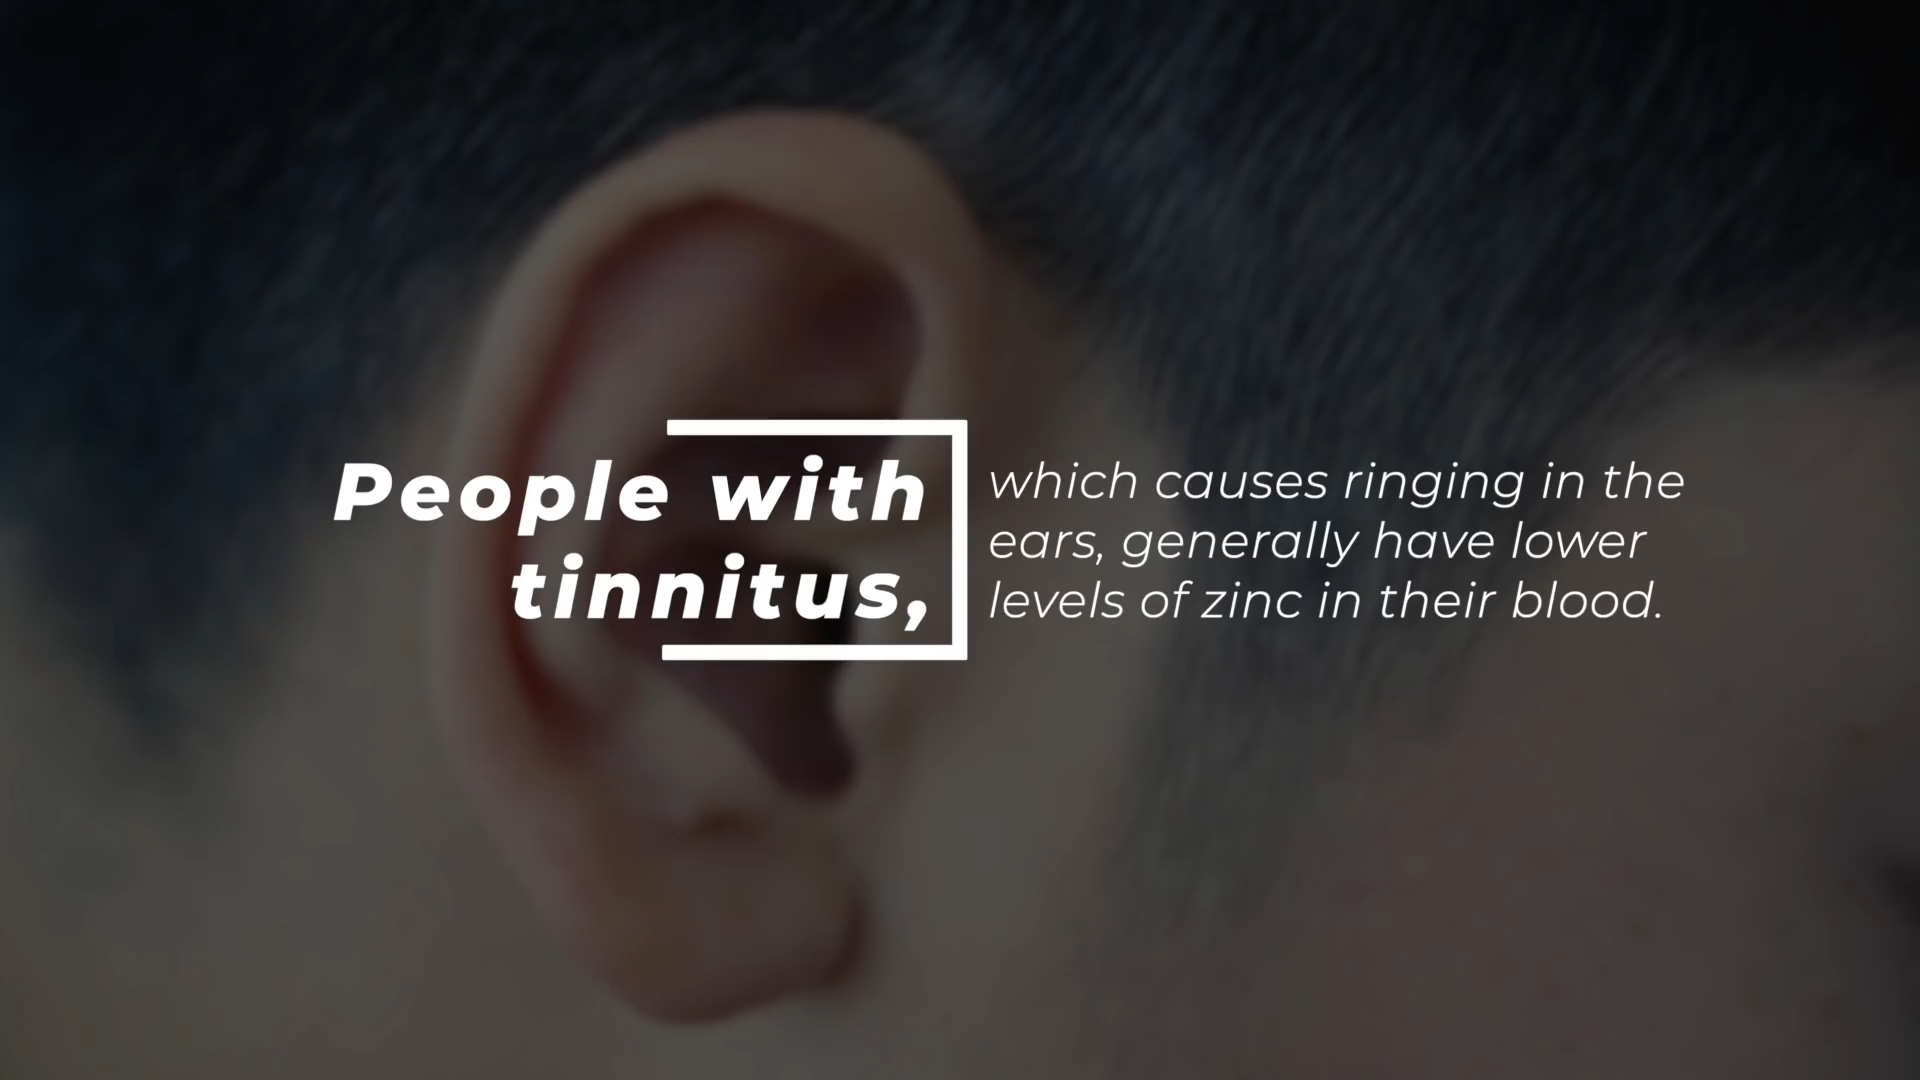 People with
tinnitus,
which causes ringing in the
ears, generally have lower
levels of zinc in their blood.